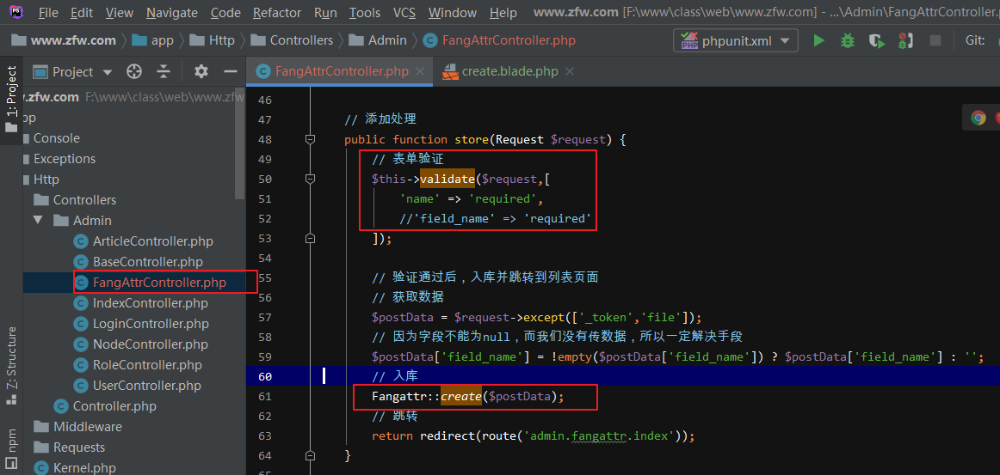 File Edit View Navigate Code Refactor Run Tools VCS Window Help www.zfw.com [F:\www\class\web\www.zfw.com] - ...\Admin\FangAttrController.
www.zfw.com app Http Controllers Admin FangAttrController.php phpunit.xml Git:
1: Project
Project
FangAttrController.php
create.blade.php
w.zfw.com F:\www\class\web\www.zfw
pp
Console
Exceptions
Http
Controllers
Admin
ArticleController.php
BaseController.php
FangAttrController.php
IndexController.php
LoginController.php
NodeController.php
RoleController.php
UserController.php
Controller.php
Middleware
Requests
Kernel.php
Z: Structure
npm
46
47 // 添加处理
48 public function store(Request $request) {
49 // 表单验证
50 $this->validate($request,[
51 'name' => 'required',
52 //'field_name' => 'required'
53 ]);
54
55 // 验证通过后，入库并跳转到列表页面
56 // 获取数据
57 $postData = $request->except(['_token','file']);
58 // 因为字段不能为null，而我们没有传数据，所以一定解决手段
59 $postData['field_name'] = !empty($postData['field_name']) ? $postData['field_name'] : '';
60 // 入库
61 Fangattr::create($postData);
62 // 跳转
63 return redirect(route('admin.fangattr.index'));
64 }